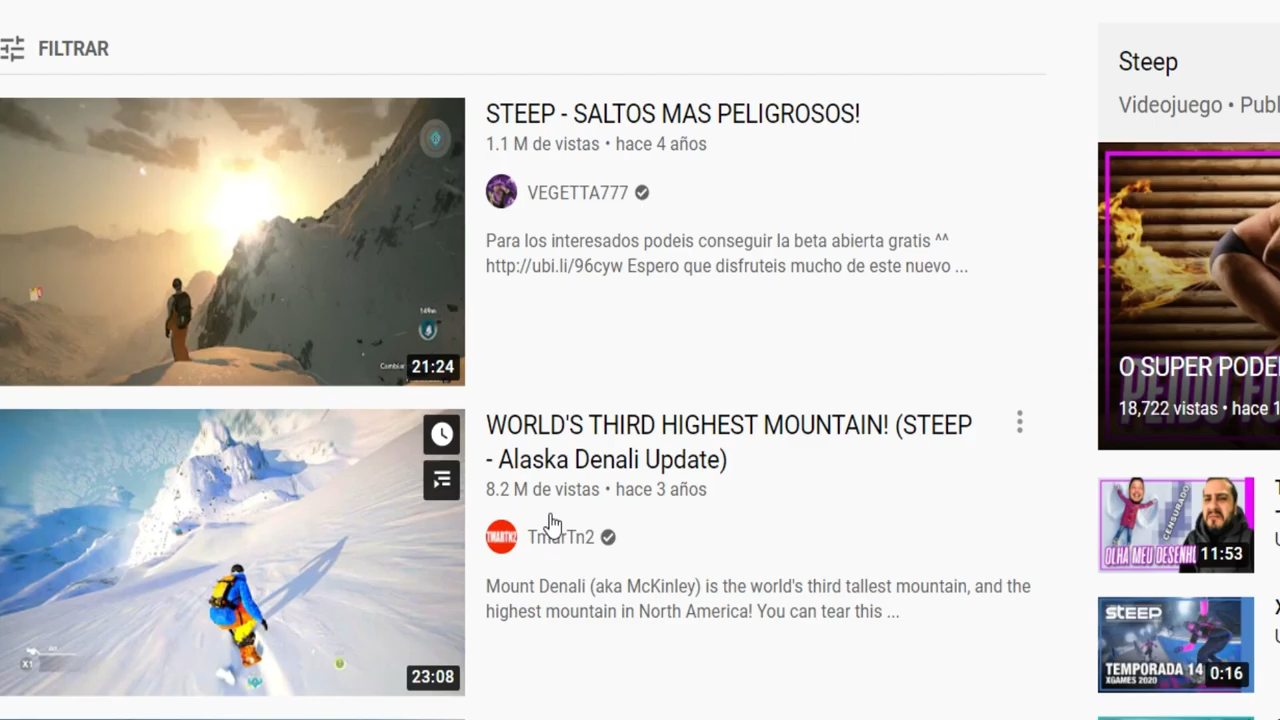 FILTRAR
STEEP - SALTOS MAS PELIGROSOS!
1.1 M de vistas • hace 4 años
VEGETTA777
Para los interesados podeis conseguir la beta abierta gratis ^^
http://ubi.li/96cyw Espero que disfruteis mucho de este nuevo ...
149m
Cambiar
21:24
WORLD'S THIRD HIGHEST MOUNTAIN! (STEEP
- Alaska Denali Update)
8.2 M de vistas • hace 3 años
TMARTN2
TmarTn2
Mount Denali (aka McKinley) is the world's third tallest mountain, and the
highest mountain in North America! You can tear this ...
X1
23:08
Steep
Videojuego • Publ
O SUPER PODE
18,722 vistas • hace 1
CENSURADO
OLHA MEU DESENH
11:53
STEEP
TEMPORADA 14
XGAMES 2020
0:16